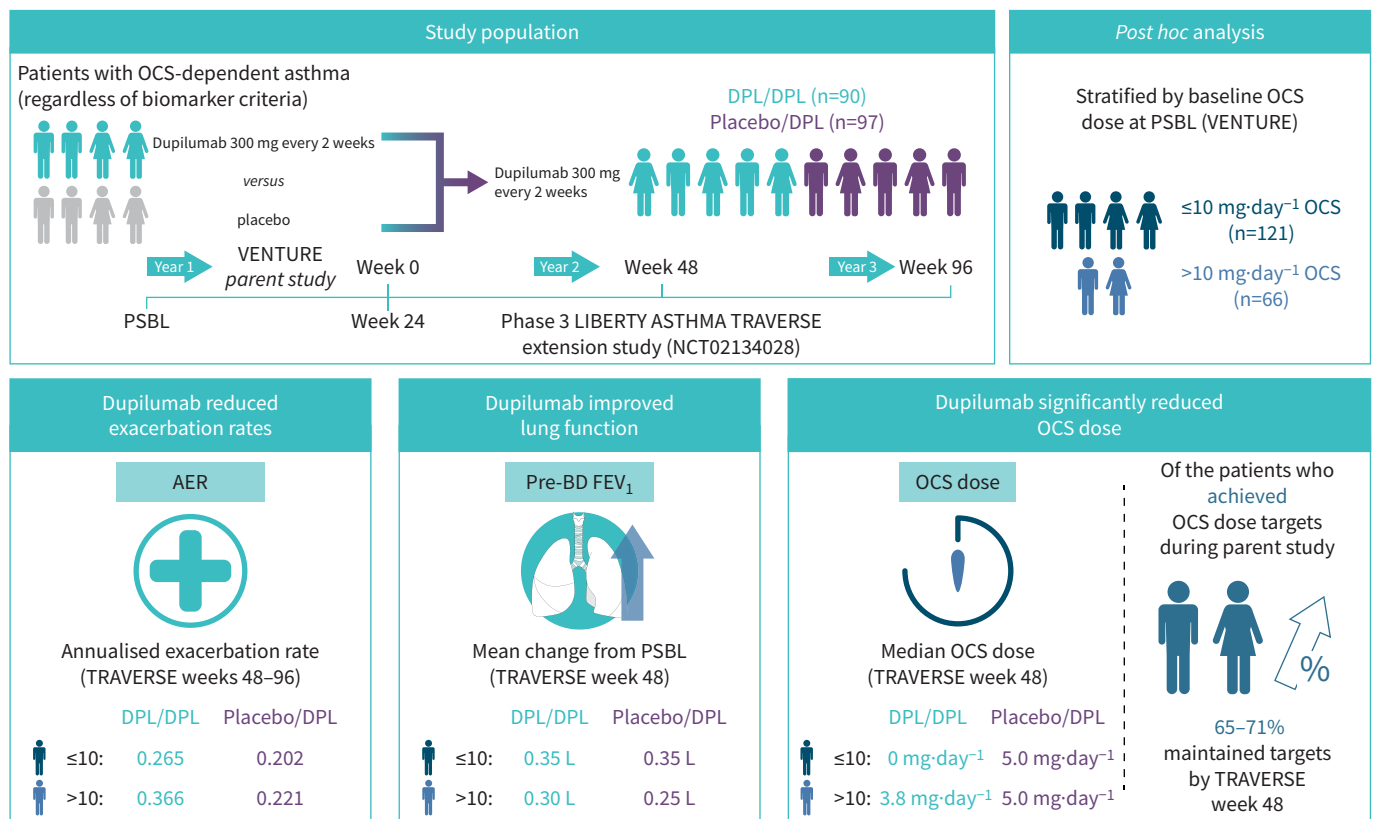 Study population
Patients with OCS-dependent asthma
(regardless of biomarker criteria)
Dupilumab 300 mg every 2 weeks
versus
placebo
Dupilumab 300 mg
every 2 weeks
DPL/DPL (n=90)
Placebo/DPL (n=97)
Year 1
VENTURE
parent study
Week 0
Year 2
Week 48
Year 3
Week 96
PSBL
Week 24
Phase 3 LIBERTY ASTHMA TRAVERSE
extension study (NCT02134028)
Post hoc analysis
Stratified by baseline OCS
dose at PSBL (VENTURE)
≤10 mg·day⁻¹ OCS
(n=121)
>10 mg·day⁻¹ OCS
(n=66)
Dupilumab reduced
exacerbation rates
AER
Annualised exacerbation rate
(TRAVERSE weeks 48–96)
DPL/DPL Placebo/DPL
≤10: 0.265 0.202
>10: 0.366 0.221
Dupilumab improved
lung function
Pre-BD FEV₁
Mean change from PSBL
(TRAVERSE week 48)
DPL/DPL Placebo/DPL
≤10: 0.35 L 0.35 L
>10: 0.30 L 0.25 L
Dupilumab significantly reduced
OCS dose
OCS dose
Median OCS dose
(TRAVERSE week 48)
DPL/DPL Placebo/DPL
≤10: 0 mg·day⁻¹ 5.0 mg·day⁻¹
>10: 3.8 mg·day⁻¹ 5.0 mg·day⁻¹
Of the patients who
achieved
OCS dose targets
during parent study
%
65–71%
maintained targets
by TRAVERSE
week 48